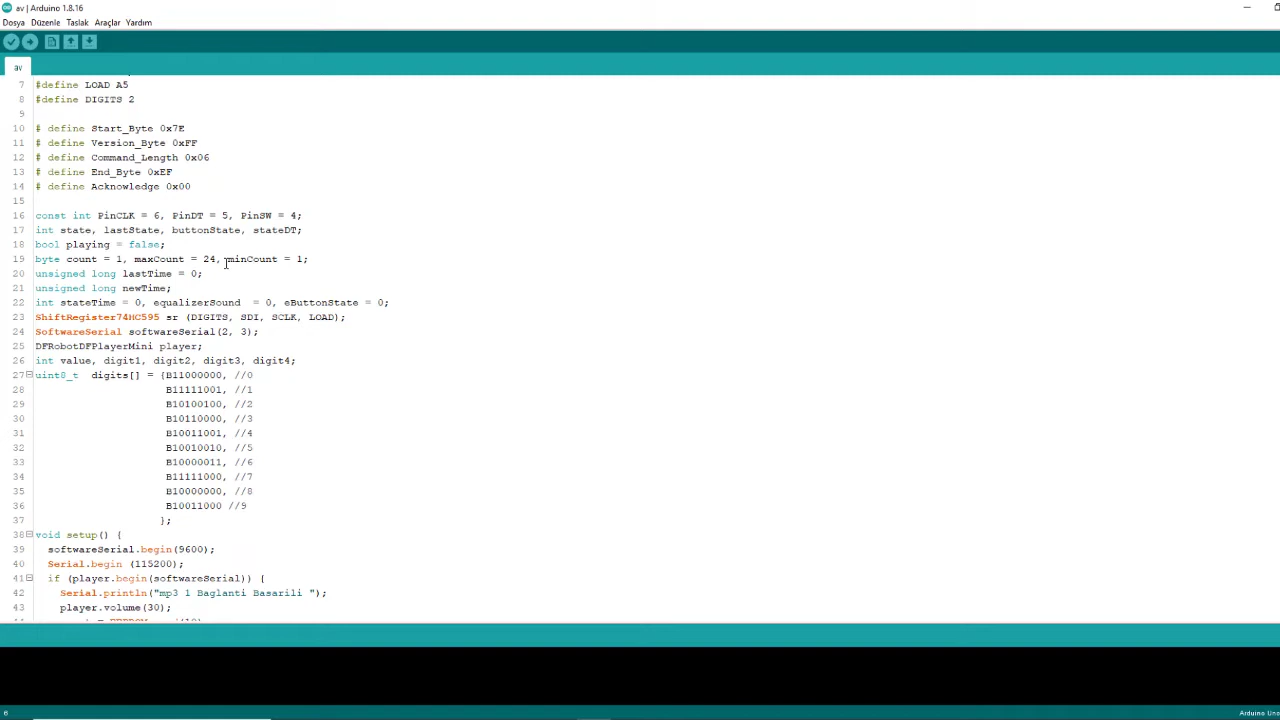 av | Arduino 1.8.16
Dosya Düzenle Taslak Araçlar Yardım
av
7 #define LOAD A5
8 #define DIGITS 2
9
10 # define Start_Byte 0x7E
11 # define Version_Byte 0xFF
12 # define Command_Length 0x06
13 # define End_Byte 0xEF
14 # define Acknowledge 0x00
15
16 const int PinCLK = 6, PinDT = 5, PinSW = 4;
17 int state, lastState, buttonState, stateDT;
18 bool playing = false;
19 byte count = 1, maxCount = 24, minCount = 1;
20 unsigned long lastTime = 0;
21 unsigned long newTime;
22 int stateTime = 0, equalizerSound  = 0, eButtonState = 0;
23 ShiftRegister74HC595 sr (DIGITS, SDI, SCLK, LOAD);
24 SoftwareSerial softwareSerial(2, 3);
25 DFRobotDFPlayerMini player;
26 int value, digit1, digit2, digit3, digit4;
27 uint8_t  digits[] = {B11000000, //0
28 B11111001, //1
29 B10100100, //2
30 B10110000, //3
31 B10011001, //4
32 B10010010, //5
33 B10000011, //6
34 B11111000, //7
35 B10000000, //8
36 B10011000 //9
37 };
38 void setup() {
39 softwareSerial.begin(9600);
40 Serial.begin (115200);
41 if (player.begin(softwareSerial)) {
42 Serial.println("mp3 1 Baglanti Basarili ");
43 player.volume(30);
6
Arduino Uno